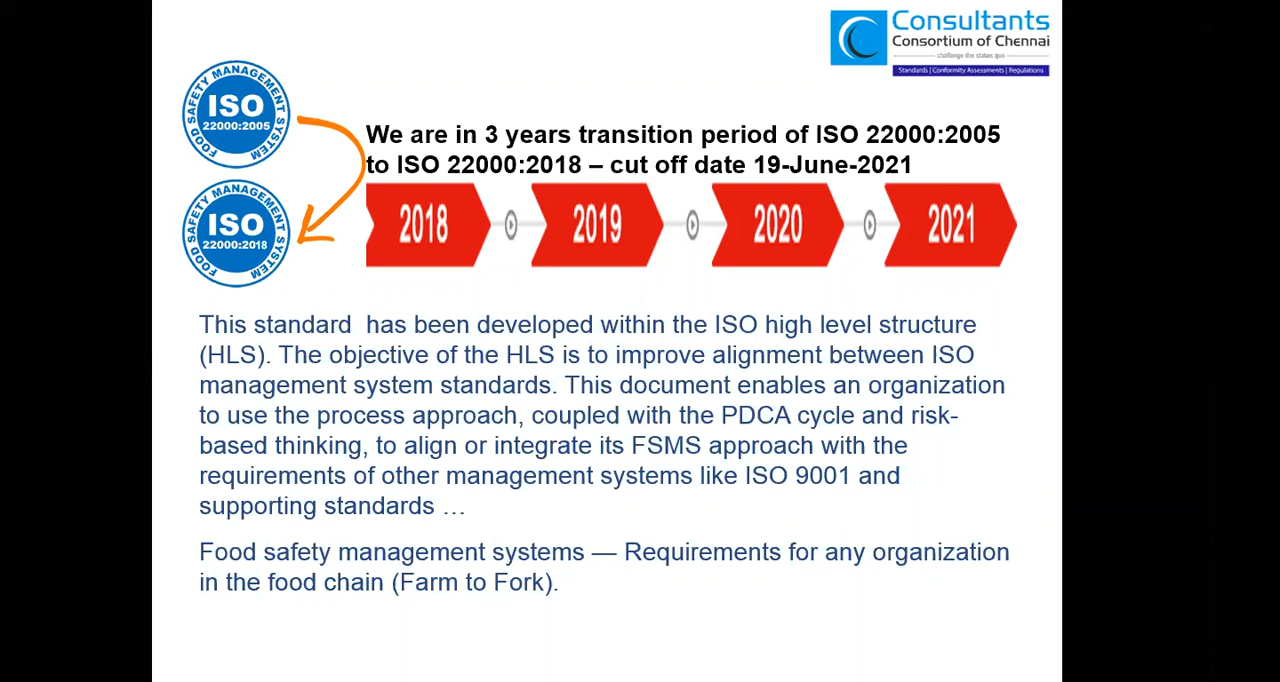 Consultants
Consortium of Chennai
Standards | Conformity Assessments | Regulations
FOOD SAFETY MANAGEMENT SYSTEM
ISO
22000:2005
We are in 3 years transition period of ISO 22000:2005
to ISO 22000:2018 – cut off date 19-June-2021
FOOD SAFETY MANAGEMENT SYSTEM
ISO
22000:2018
2018
2019
2020
2021
This standard has been developed within the ISO high level structure
(HLS). The objective of the HLS is to improve alignment between ISO
management system standards. This document enables an organization
to use the process approach, coupled with the PDCA cycle and risk-
based thinking, to align or integrate its FSMS approach with the
requirements of other management systems like ISO 9001 and
supporting standards …
Food safety management systems — Requirements for any organization
in the food chain (Farm to Fork).